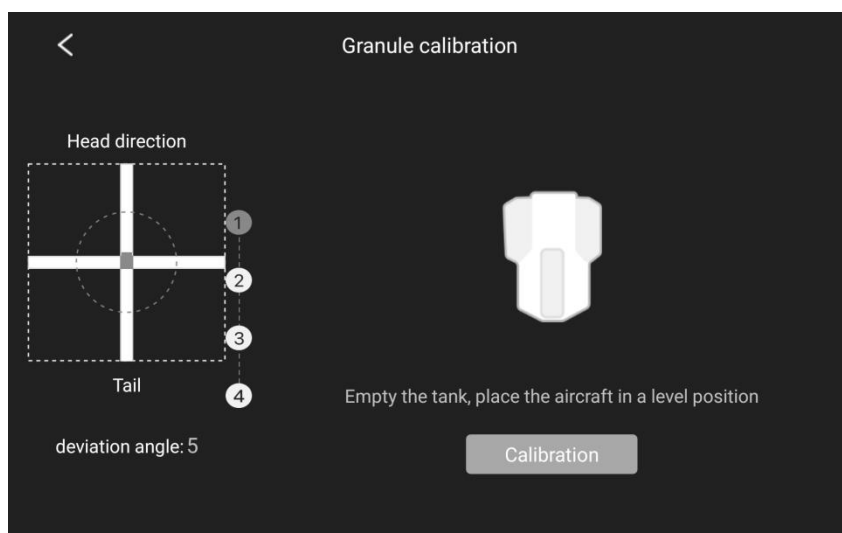 Granule calibration
Head direction
1
2
3
4
Tail
deviation angle: 5
Empty the tank, place the aircraft in a level position
Calibration